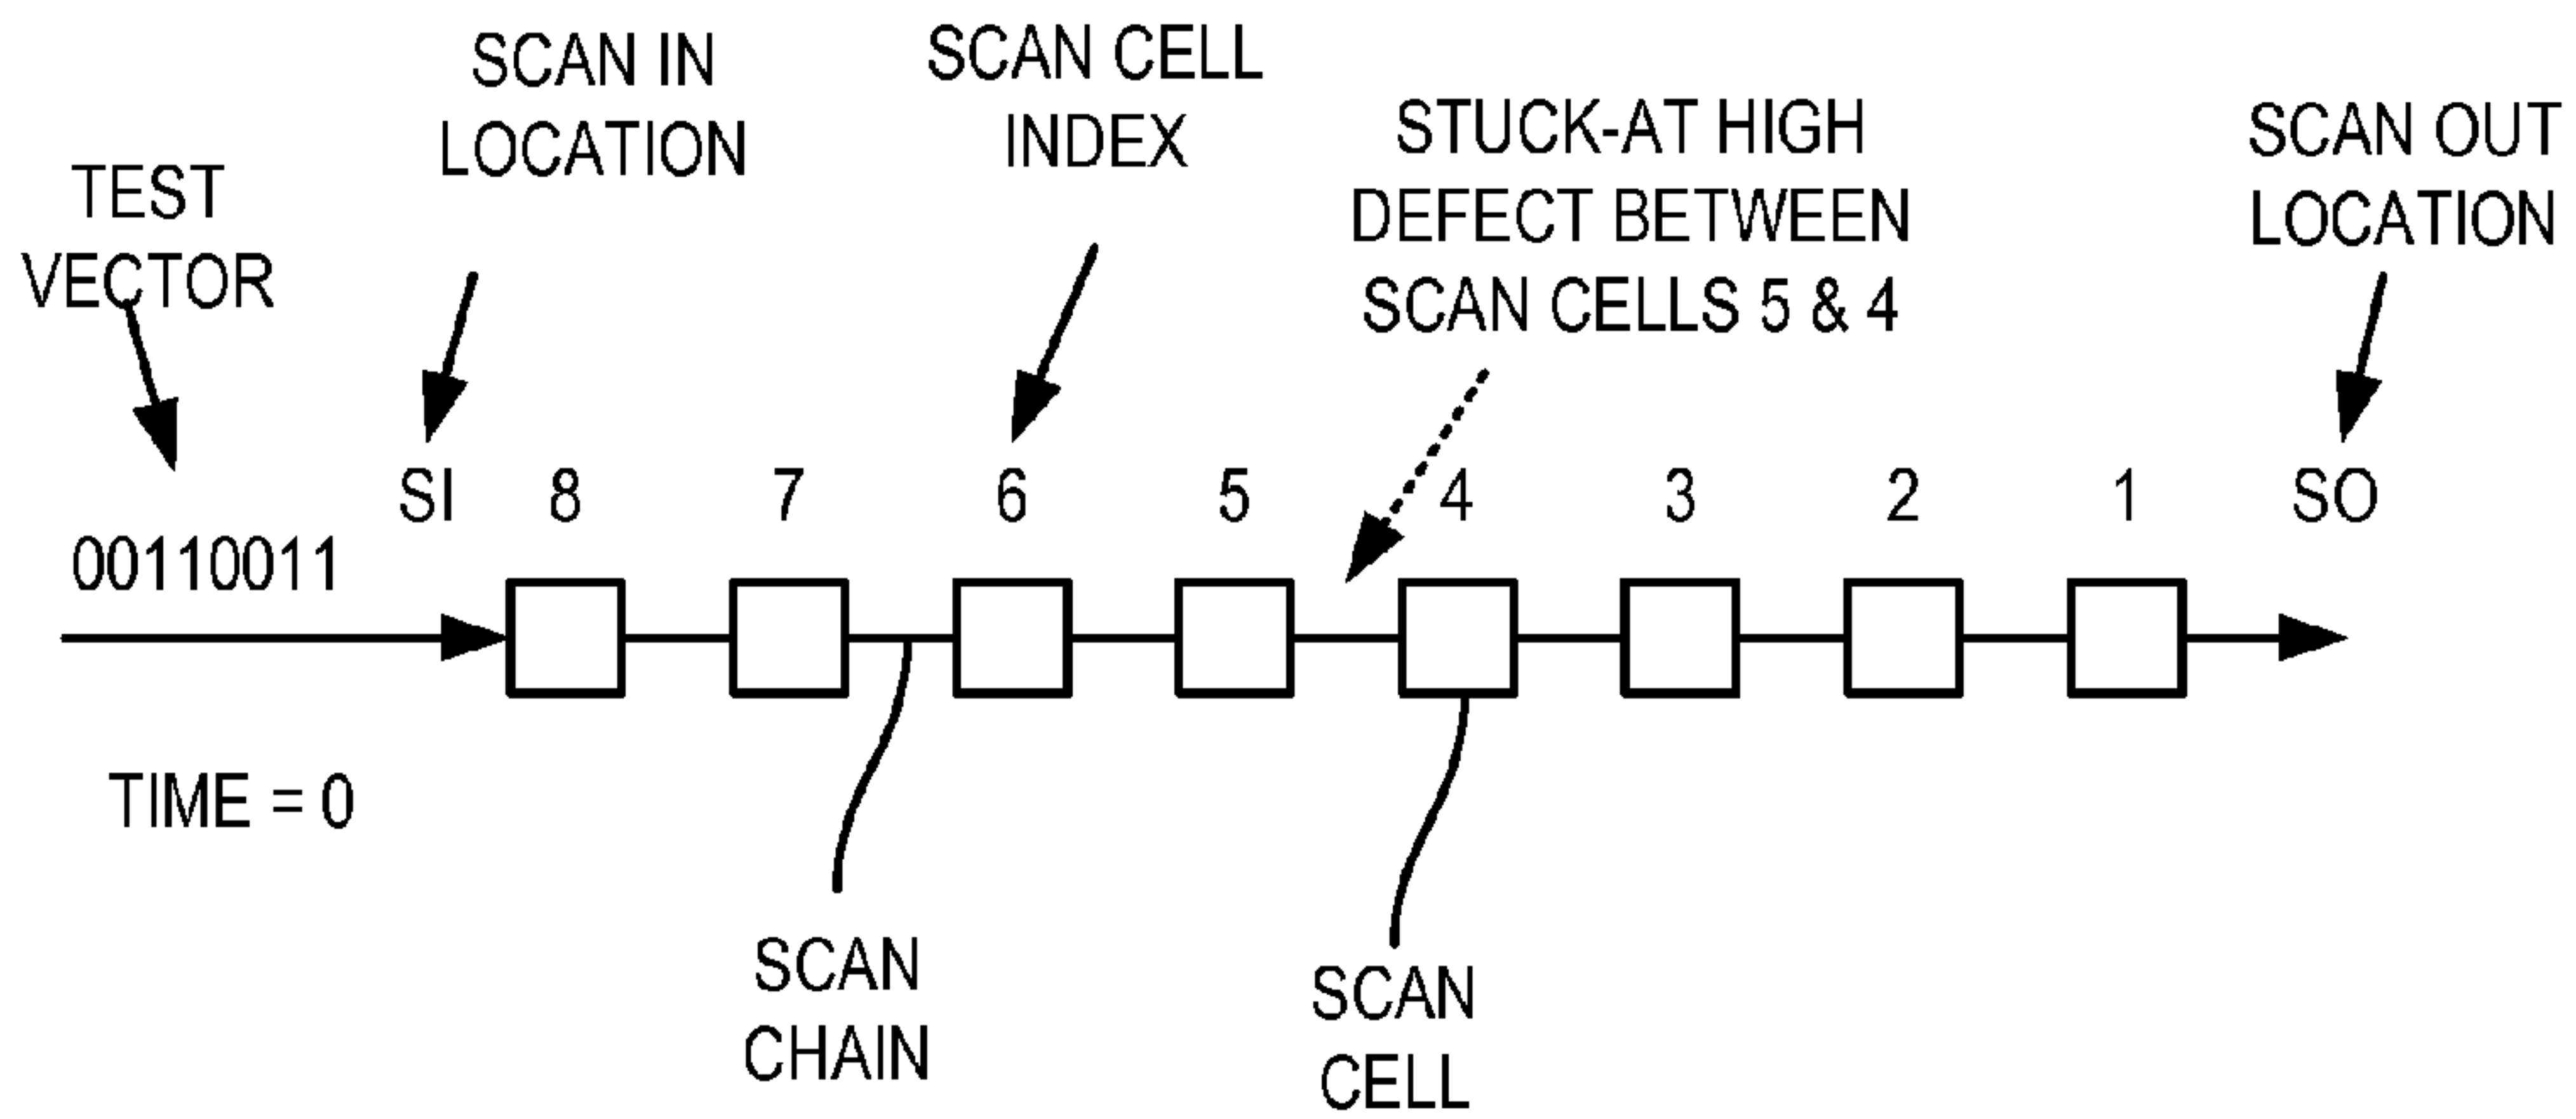 TEST
VECTOR
SCAN IN
LOCATION
SCAN CELL
INDEX
STUCK-AT HIGH
DEFECT BETWEEN
SCAN CELLS 5 & 4
SCAN OUT
LOCATION
SI 8 7 6 5 4 3 2 1 SO
00110011
TIME = 0
SCAN
CHAIN
SCAN
CELL